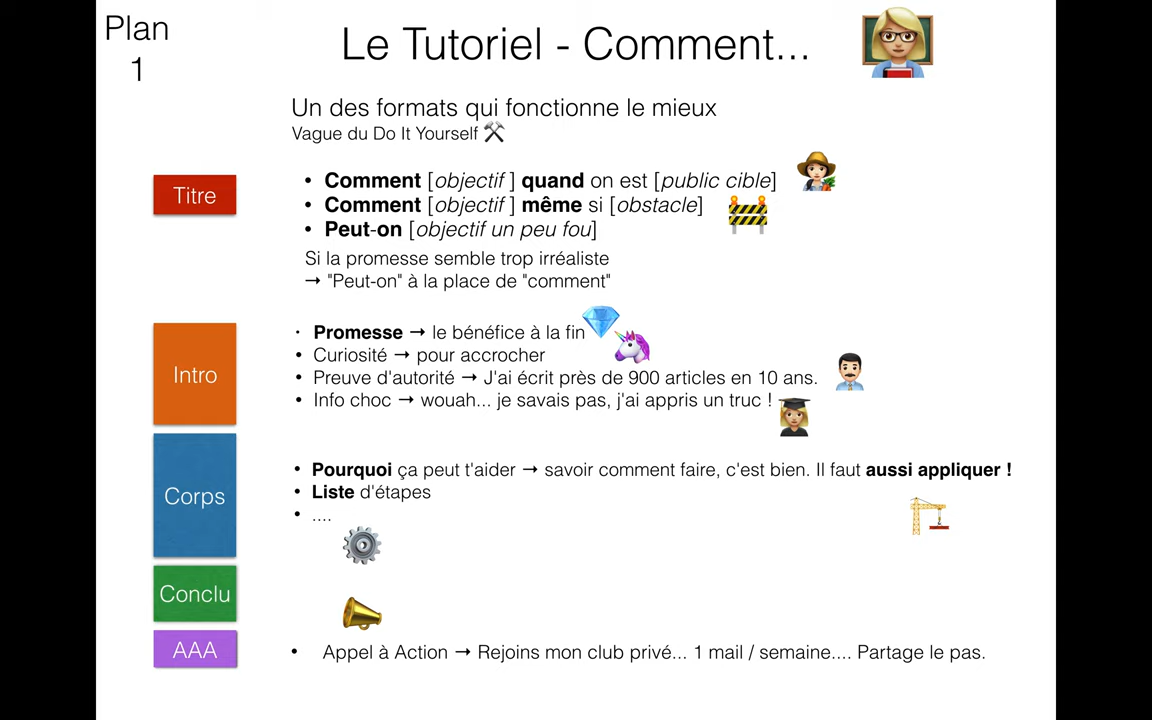 Plan
1
Le Tutoriel - Comment...
Un des formats qui fonctionne le mieux
Vague du Do It Yourself
Titre
• Comment [objectif ] quand on est [public cible]
• Comment [objectif ] même si [obstacle]
• Peut-on [objectif un peu fou]
Si la promesse semble trop irréaliste
→ "Peut-on" à la place de "comment"
Intro
• Promesse → le bénéfice à la fin
• Curiosité → pour accrocher
• Preuve d'autorité → J'ai écrit près de 900 articles en 10 ans.
• Info choc → wouah... je savais pas, j'ai appris un truc !
Corps
• Pourquoi ça peut t'aider → savoir comment faire, c'est bien. Il faut aussi appliquer !
• Liste d'étapes
• ....
Conclu
AAA
• Appel à Action → Rejoins mon club privé... 1 mail / semaine.... Partage le pas.